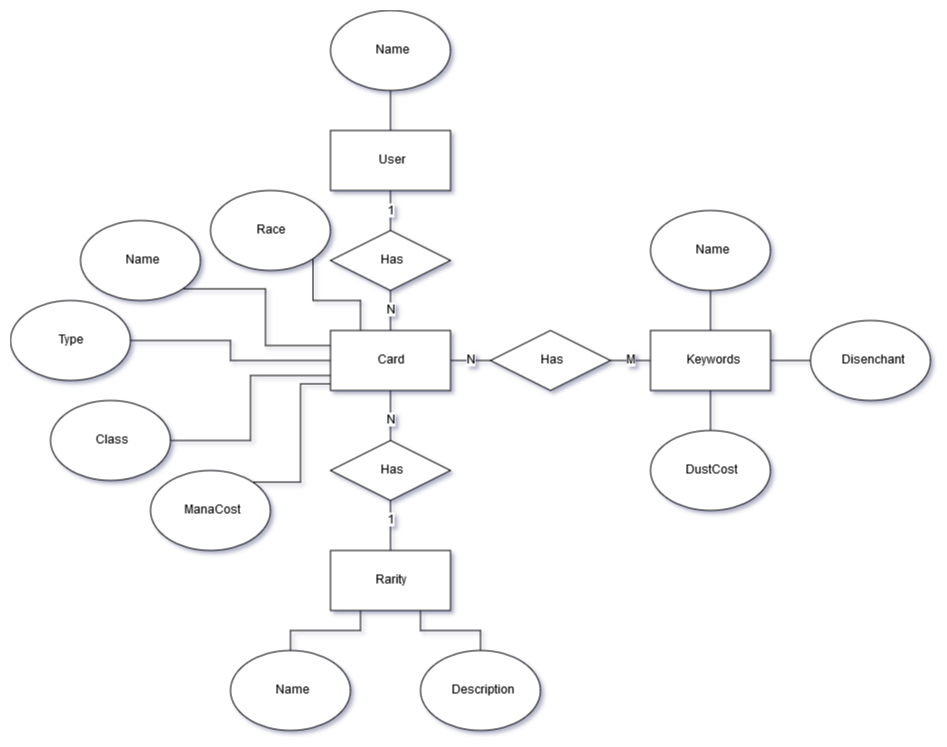 Name
User
1
Race
Has
Name
Name
N
Type
Card
N
Has
M
Keywords
Disenchant
N
Class
Has
DustCost
ManaCost
1
Rarity
Name
Description